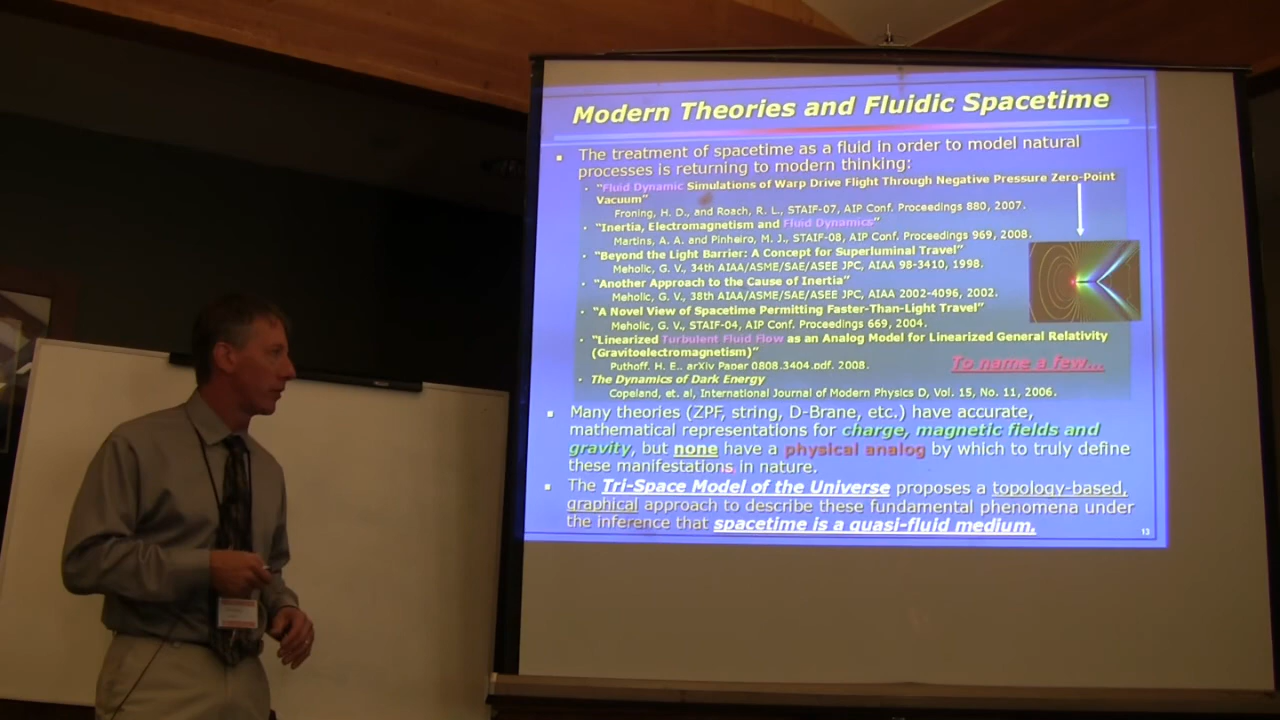 Modern Theories and Fluidic Spacetime
The treatment of spacetime as a fluid in order to model natural
processes is returning to modern thinking:
"Fluid Dynamic Simulations of Warp Drive Flight Through Negative Pressure Zero-Point
Vacuum"
Froning, H. D., and Roach, R. L., STAIF-07, AIP Conf. Proceedings 880, 2007.
"Inertia, Electromagnetism and Fluid Dynamics"
Martins, A. A. and Pinheiro, M. J., STAIF-08, AIP Conf. Proceedings 969, 2008.
"Beyond the Light Barrier: A Concept for Superluminal Travel"
Meholic, G. V., 34th AIAA/ASME/SAE/ASEE JPC, AIAA 98-3410, 1998.
"Another Approach to the Cause of Inertia"
Meholic, G. V., 38th AIAA/ASME/SAE/ASEE JPC, AIAA 2002-4096, 2002.
"A Novel View of Spacetime Permitting Faster-Than-Light Travel"
Meholic, G. V., STAIF-04, AIP Conf. Proceedings 669, 2004.
"Linearized Turbulent Fluid Flow as an Analog Model for Linearized General Relativity
(Gravitoelectromagnetism)"
Puthoff. H. E.. arXiv Paper 0808.3404.pdf. 2008.
To name a few...
The Dynamics of Dark Energy
Copeland, et. al, International Journal of Modern Physics D, Vol. 15, No. 11, 2006.
Many theories (ZPF, string, D-Brane, etc.) have accurate,
mathematical representations for charge, magnetic fields and
gravity, but none have a physical analog by which to truly define
these manifestations in nature.
The Tri-Space Model of the Universe proposes a topology-based,
graphical approach to describe these fundamental phenomena under
the inference that spacetime is a quasi-fluid medium.
13